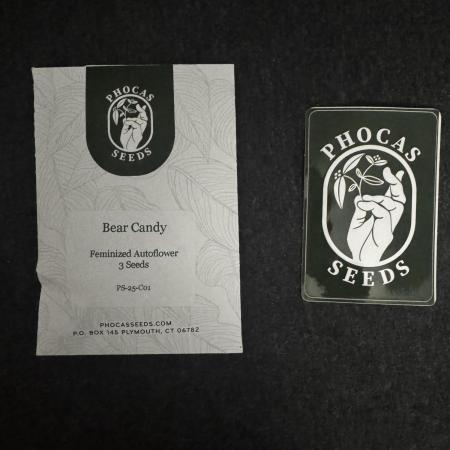 PHOCAS
SEEDS
Bear Candy
Feminized Autoflower
3 Seeds
PS-25-C01
PHOCASSEEDS.COM
P.O. BOX 145 PLYMOUTH, CT 06782
PHOCAS
SEEDS